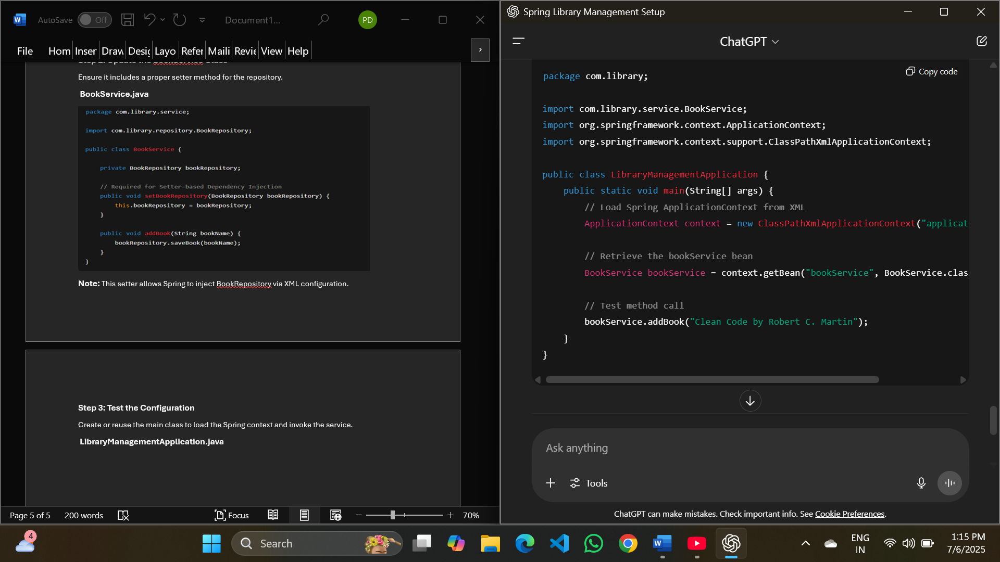 AutoSave Off Document1... PD
File Hom Inser Draw Desig Layo Refer Maili Revie View Help
Ensure it includes a proper setter method for the repository.
BookService.java
package com.library.service;
import com.library.repository.BookRepository;
public class BookService {
private BookRepository bookRepository;
// Required for Setter-based Dependency Injection
public void setBookRepository(BookRepository bookRepository) {
this.bookRepository = bookRepository;
}
public void addBook(String bookName) {
bookRepository.saveBook(bookName);
}
}
Note: This setter allows Spring to inject BookRepository via XML configuration.
Step 3: Test the Configuration
Create or reuse the main class to load the Spring context and invoke the service.
LibraryManagementApplication.java
Page 5 of 5 200 words Focus 70%
Spring Library Management Setup
ChatGPT
Copy code
package com.library;
import com.library.service.BookService;
import org.springframework.context.ApplicationContext;
import org.springframework.context.support.ClassPathXmlApplicationContext;
public class LibraryManagementApplication {
public static void main(String[] args) {
// Load Spring ApplicationContext from XML
ApplicationContext context = new ClassPathXmlApplicationContext("applicat
// Retrieve the bookService bean
BookService bookService = context.getBean("bookService", BookService.clas
// Test method call
bookService.addBook("Clean Code by Robert C. Martin");
}
}
Ask anything
Tools
ChatGPT can make mistakes. Check important info. See Cookie Preferences.
4 Search ENG 1:15 PM
IN 7/6/2025